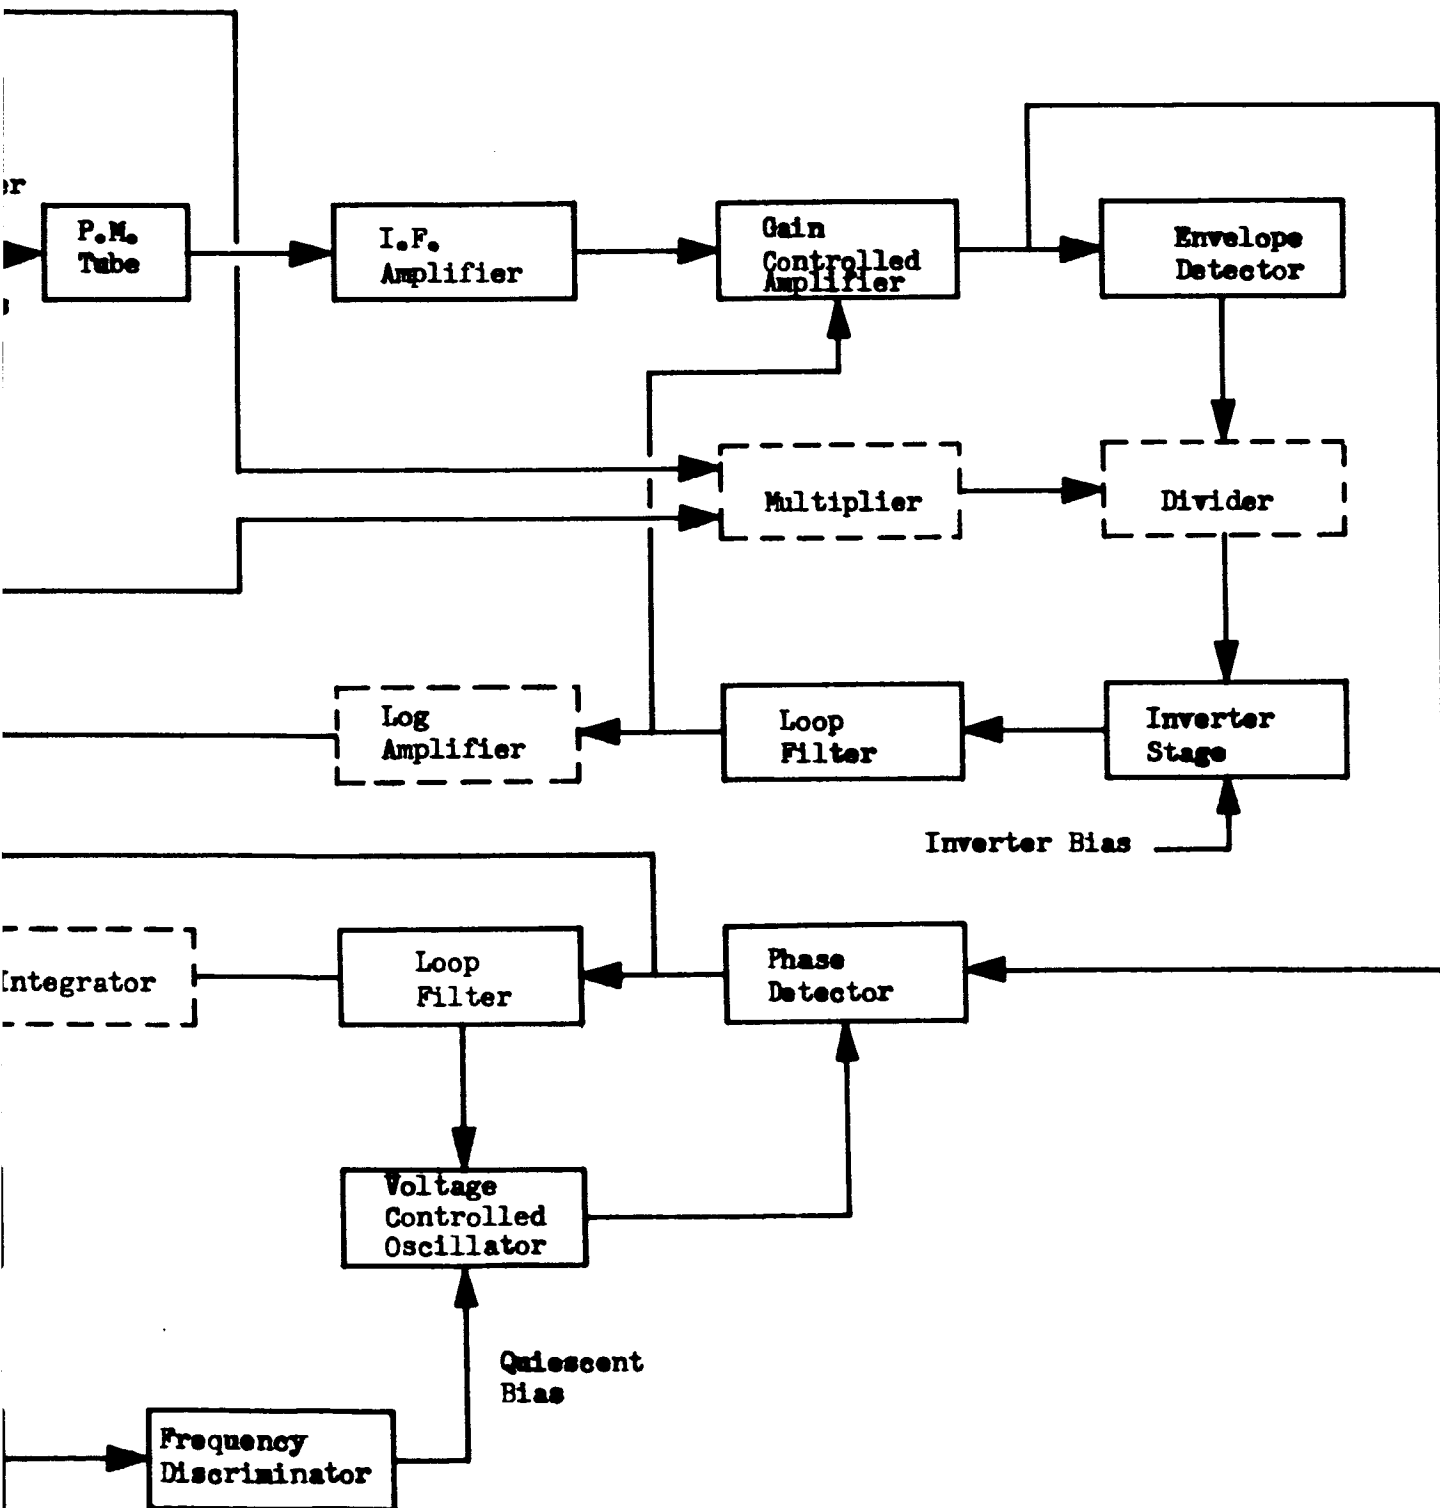 er
P.M.
Tube
I.F.
Amplifier
Gain
Controlled
Amplifier
Envelope
Detector
Multiplier
Divider
Log
Amplifier
Loop
Filter
Inverter
Stage
Inverter Bias
Integrator
Loop
Filter
Phase
Detector
Voltage
Controlled
Oscillator
Quiescent
Bias
Frequency
Discriminator